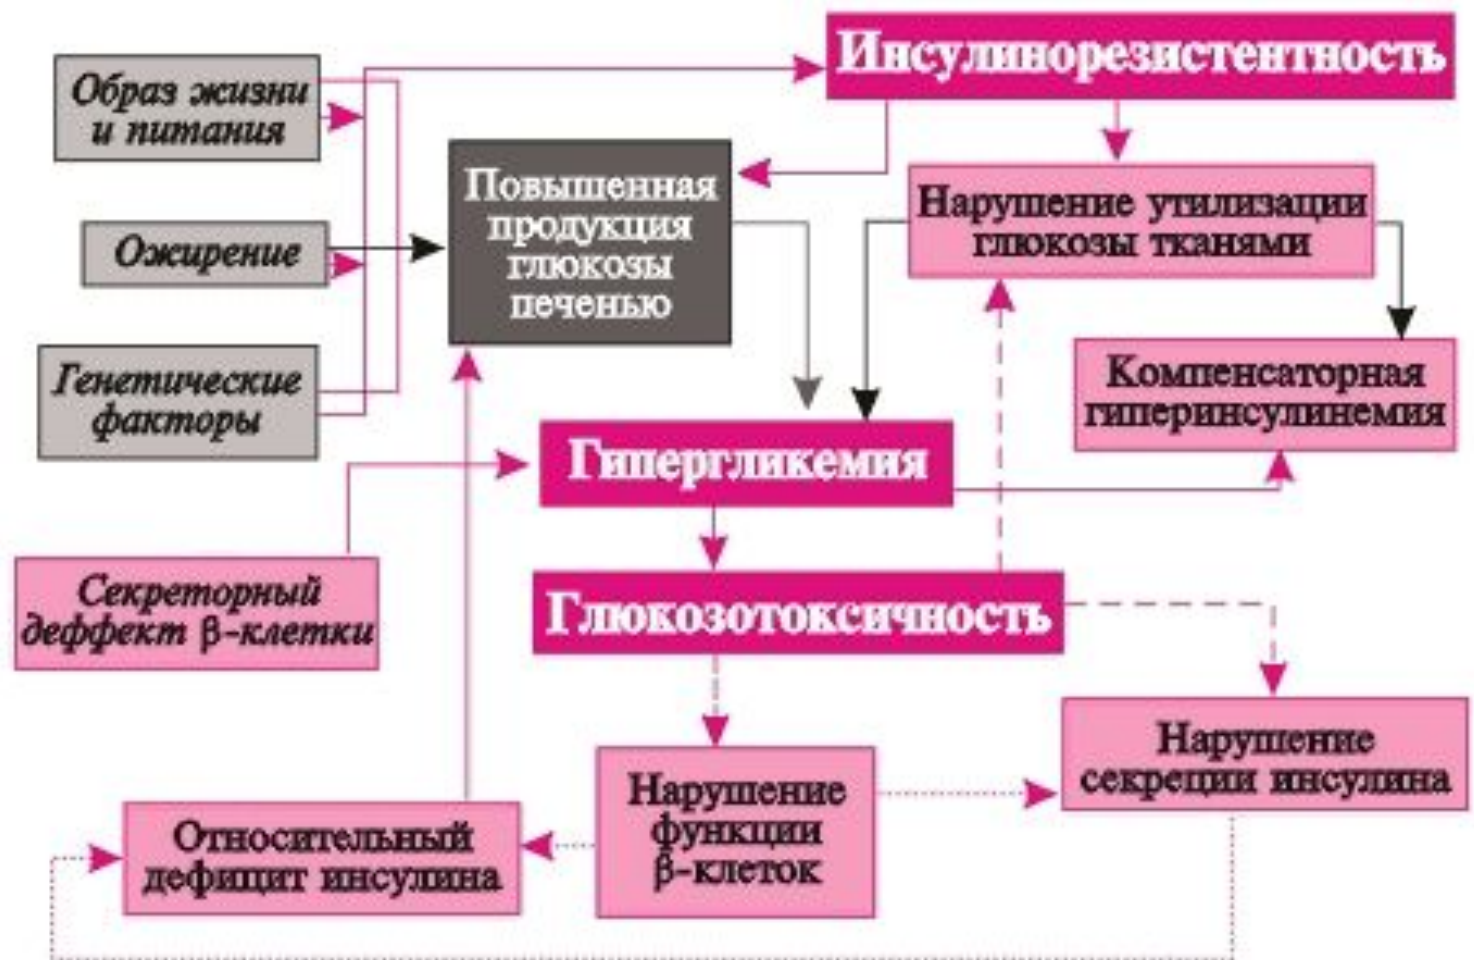 Инсулинорезистентность
Образ жизни
и питания
Повышенная
продукция
глюкозы
печенью
Нарушение утилизации
глюкозы тканями
Ожирение
Генетические
факторы
Компенсаторная
гиперинсулинемия
Гипергликемия
Секреторный
деффект β-клетки
Глюкозотоксичность
Нарушение
секреции инсулина
Нарушение
функции
β-клеток
Относительный
дефицит инсулина